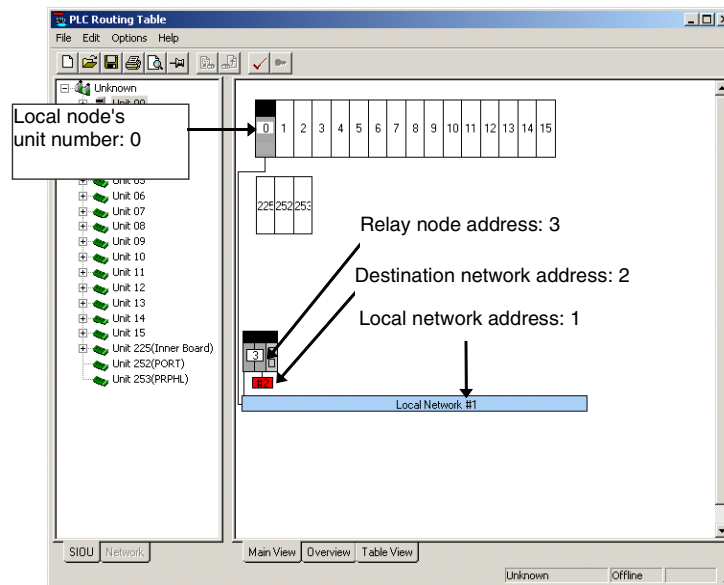 PLC Routing Table
File Edit Options Help
Unknown
Unit 00
Local node's
unit number: 0
Unit 05
Unit 06
Unit 07
Unit 08
Unit 09
Unit 10
Unit 11
Unit 12
Unit 13
Unit 14
Unit 15
Unit 225(Inner Board)
Unit 252(PORT)
Unit 253(PRPHL)
0 1 2 3 4 5 6 7 8 9 10 11 12 13 14 15
225 252 253
Relay node address: 3
Destination network address: 2
Local network address: 1
3
#2
Local Network #1
SIOU Network
Main View Overview Table View
Unknown Offline